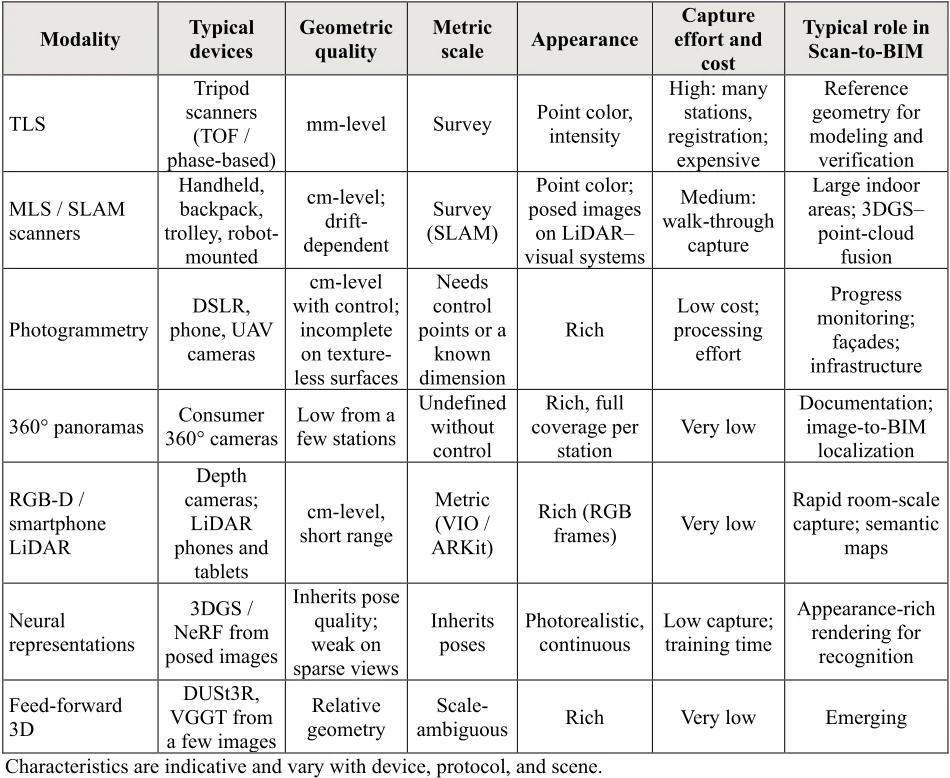 Modality
Typical
devices
Geometric
quality
Metric
scale
Appearance
Capture
effort and
cost
Typical role in
Scan-to-BIM
TLS
Tripod
scanners
(TOF /
phase-based)
mm-level
Survey
Point color,
intensity
High: many
stations,
registration;
expensive
Reference
geometry for
modeling and
verification
MLS / SLAM
scanners
Handheld,
backpack,
trolley, robot-
mounted
cm-level;
drift-
dependent
Survey
(SLAM)
Point color;
posed images
on LiDAR–
visual systems
Medium:
walk-through
capture
Large indoor
areas; 3DGS–
point-cloud
fusion
Photogrammetry
DSLR,
phone, UAV
cameras
cm-level
with control;
incomplete
on texture-
less surfaces
Needs
control
points or a
known
dimension
Rich
Low cost;
processing
effort
Progress
monitoring;
façades;
infrastructure
360° panoramas
Consumer
360° cameras
Low from a
few stations
Undefined
without
control
Rich, full
coverage per
station
Very low
Documentation;
image-to-BIM
localization
RGB-D /
smartphone
LiDAR
Depth
cameras;
LiDAR
phones and
tablets
cm-level,
short range
Metric
(VIO /
ARKit)
Rich (RGB
frames)
Very low
Rapid room-scale
capture; semantic
maps
Neural
representations
3DGS /
NeRF from
posed images
Inherits pose
quality;
weak on
sparse views
Inherits
poses
Photorealistic,
continuous
Low capture;
training time
Appearance-rich
rendering for
recognition
Feed-forward
3D
DUSt3R,
VGGT from
a few images
Relative
geometry
Scale-
ambiguous
Rich
Very low
Emerging
Characteristics are indicative and vary with device, protocol, and scene.